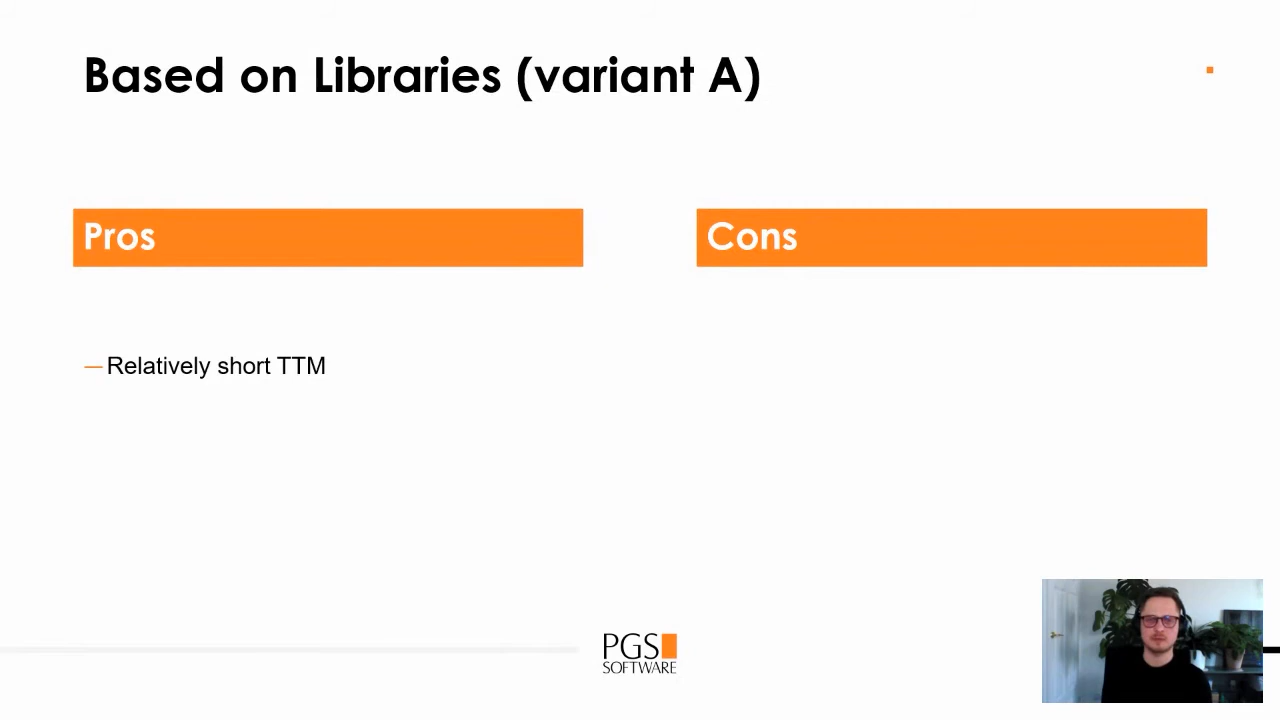 Based on Libraries (variant A)
Pros
Cons
— Relatively short TTM
PGS
SOFTWARE